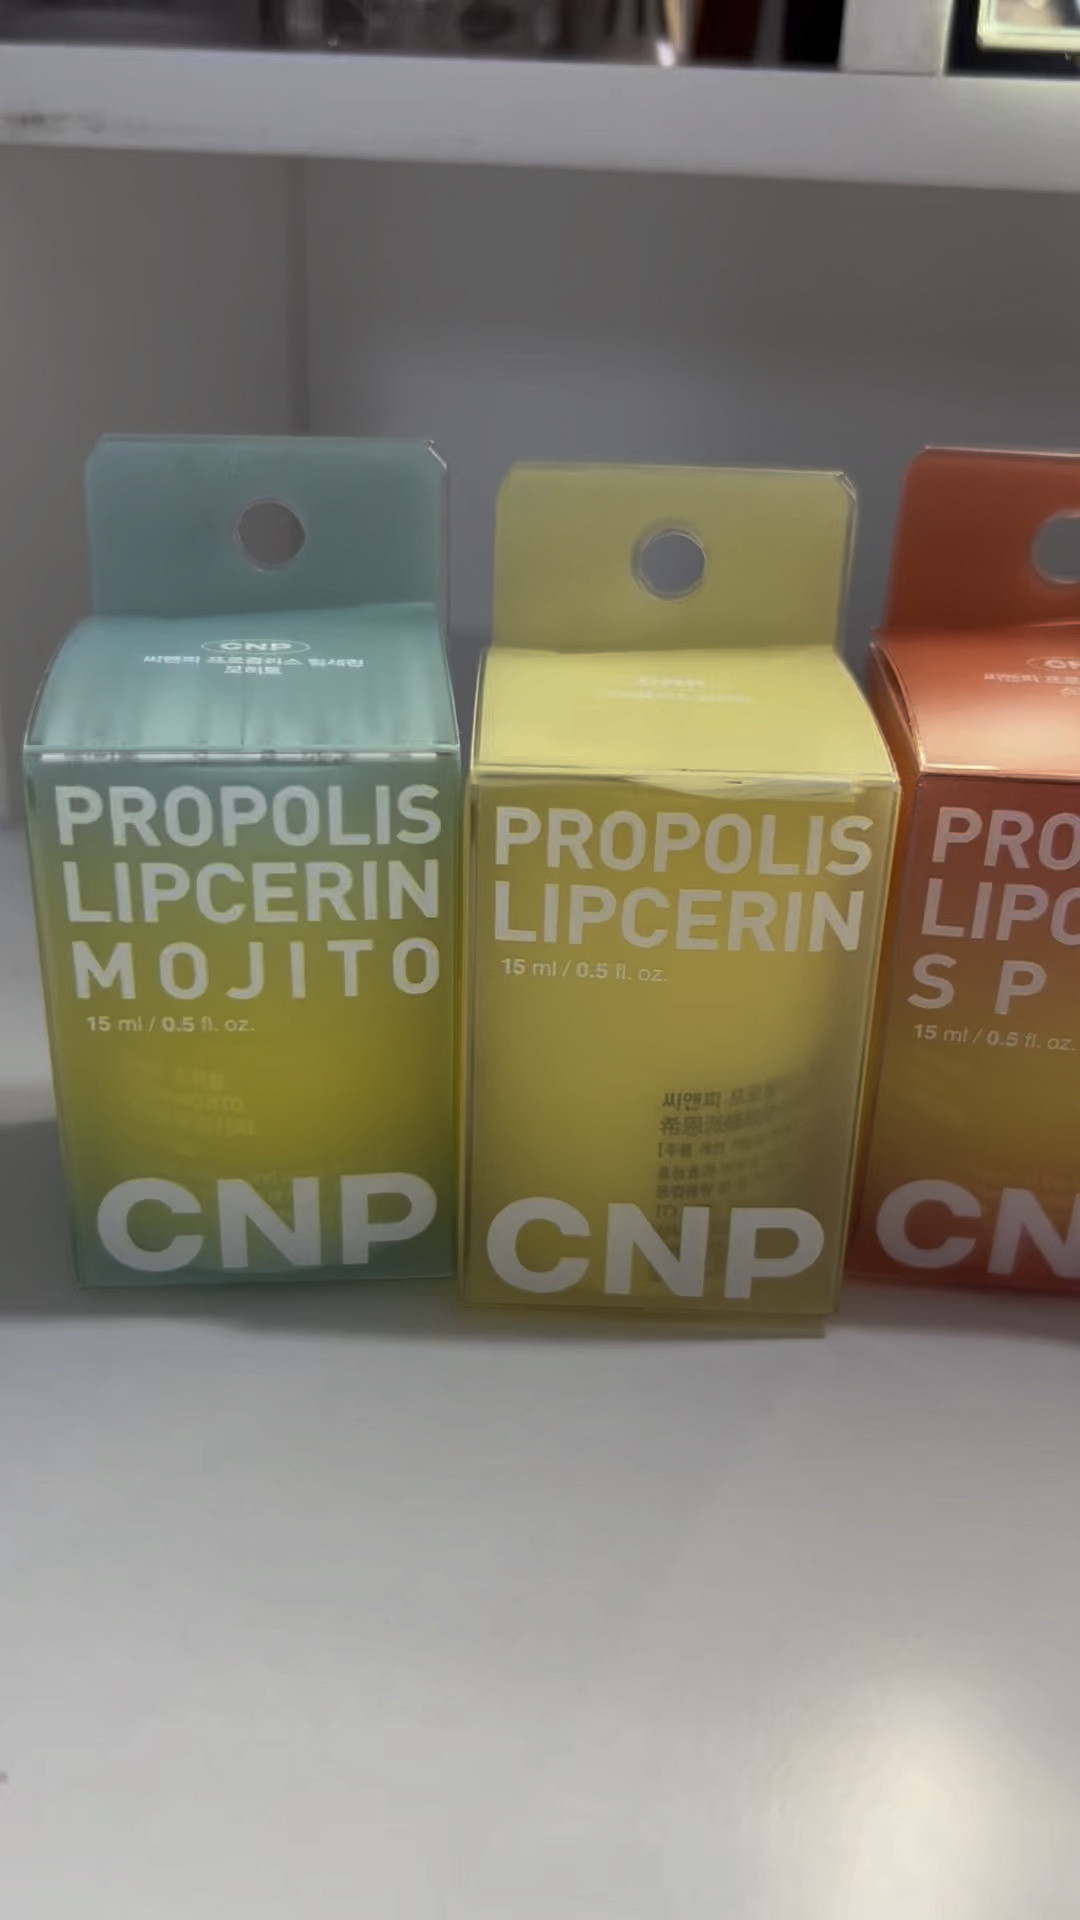 CNP
씨앤피 프로폴리스 립세린
모히토
PROPOLIS
LIPCERIN
MOJITO
15 ml / 0.5 fl. oz.
CNP
PROPOLIS
LIPCERIN
15 ml / 0.5 fl. oz.
씨앤피
CNP
PRO
LIPC
S P
15 ml / 0.5 fl. oz.
CN